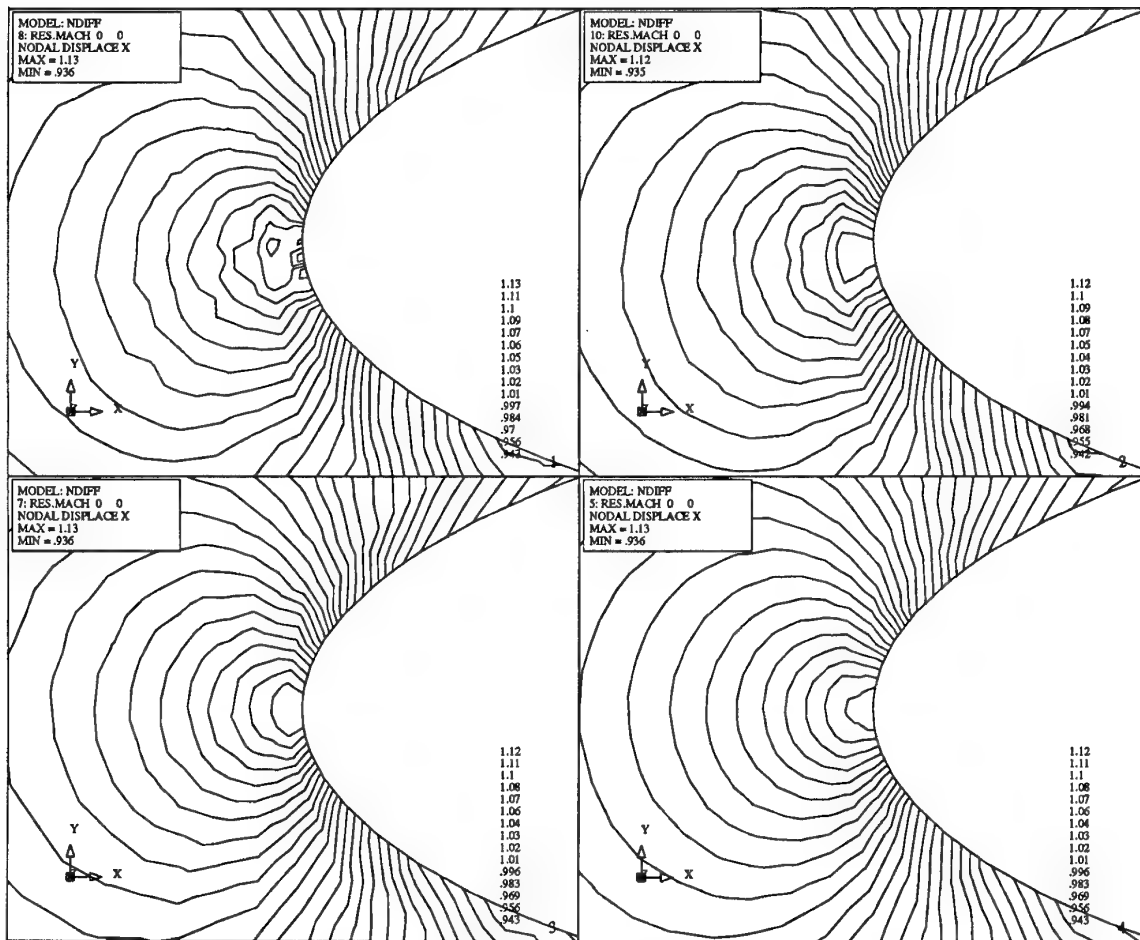 MODEL: NDIFF
8: RES.MACH 0 0
NODAL DISPLACE X
MAX = 1.13
MIN = .936
1.13
1.11
1.1
1.09
1.07
1.06
1.05
1.03
1.02
1.01
.997
.984
.97
.956
.943
Y
X
1
MODEL: NDIFF
10: RES.MACH 0 0
NODAL DISPLACE X
MAX = 1.12
MIN = .935
1.12
1.1
1.09
1.08
1.07
1.05
1.04
1.03
1.02
1.01
.994
.981
.968
.955
.942
Y
X
2
MODEL: NDIFF
7: RES.MACH 0 0
NODAL DISPLACE X
MAX = 1.13
MIN = .936
1.12
1.11
1.1
1.08
1.07
1.06
1.04
1.03
1.02
1.01
.996
.983
.969
.956
.943
Y
X
3
MODEL: NDIFF
5: RES.MACH 0 0
NODAL DISPLACE X
MAX = 1.13
MIN = .936
1.12
1.11
1.1
1.08
1.07
1.06
1.04
1.03
1.02
1.01
.996
.983
.969
.956
.943
Y
X
4